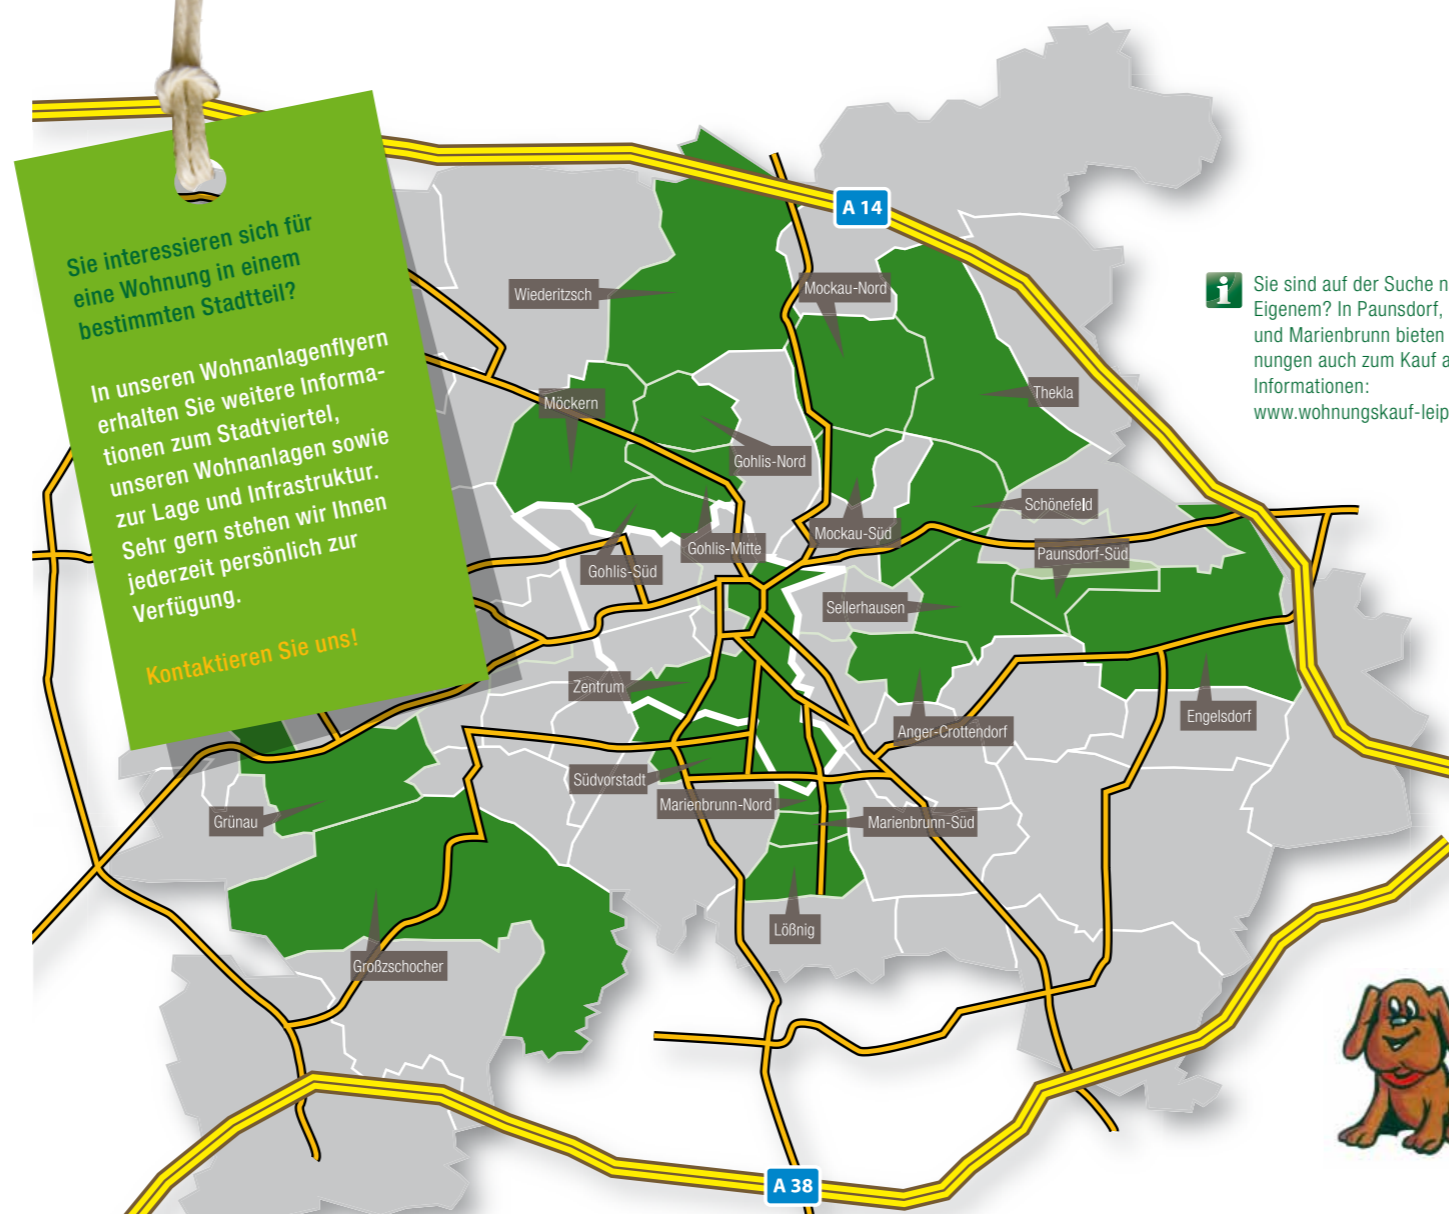 Sie interessieren sich für
eine Wohnung in einem
bestimmten Stadtteil?
In unseren Wohnanlagenflyern
erhalten Sie weitere Informa-
tionen zum Stadtviertel,
unseren Wohnanlagen sowie
zur Lage und Infrastruktur.
Sehr gern stehen wir Ihnen
jederzeit persönlich zur
Verfügung.
Kontaktieren Sie uns!
A 14
Wiederitzsch
Mockau-Nord
Sie sind auf der Suche n
Eigenem? In Paunsdorf,
und Marienbrunn bieten
nungen auch zum Kauf a
Informationen:
www.wohnungskauf-leip
Möckern
Thekla
Gohlis-Nord
Schönefeld
Mockau-Süd
Gohlis-Mitte
Paunsdorf-Süd
Gohlis-Süd
Sellerhausen
Zentrum
Engelsdorf
Anger-Crottendorf
Südvorstadt
Marienbrunn-Nord
Marienbrunn-Süd
Grünau
Lößnig
Großzschocher
A 38